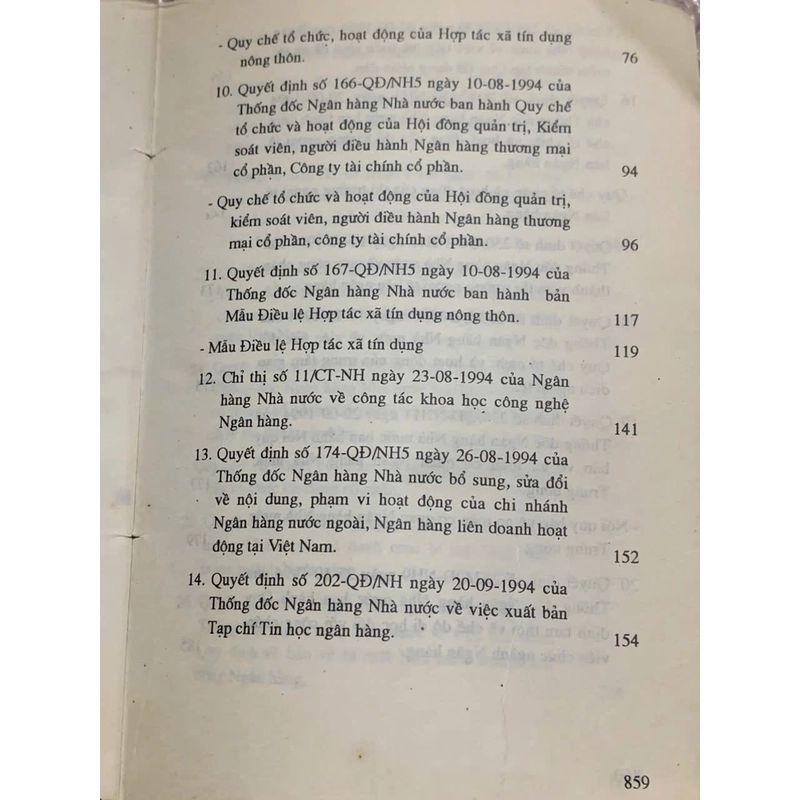 - Quy chế tổ chức, hoạt động của Hợp tác xã tín dụng
nông thôn. 76
10. Quyết định số 166-QĐ/NH5 ngày 10-08-1994 của
Thống đốc Ngân hàng Nhà nước ban hành Quy chế
tổ chức và hoạt động của Hội đồng quản trị, Kiểm
soát viên, người điều hành Ngân hàng thương mại
cổ phần, Công ty tài chính cổ phần. 94
- Quy chế tổ chức và hoạt động của Hội đồng quản trị,
kiểm soát viên, người điều hành Ngân hàng thương
mại cổ phần, công ty tài chính cổ phần. 96
11. Quyết định số 167-QĐ/NH5 ngày 10-08-1994 của
Thống đốc Ngân hàng Nhà nước ban hành bản
Mẫu Điều lệ Hợp tác xã tín dụng nông thôn. 117
- Mẫu Điều lệ Hợp tác xã tín dụng 119
12. Chỉ thị số 11/CT-NH ngày 23-08-1994 của Ngân
hàng Nhà nước về công tác khoa học công nghệ
Ngân hàng. 141
13. Quyết định số 174-QĐ/NH5 ngày 26-08-1994 của
Thống đốc Ngân hàng Nhà nước bổ sung, sửa đổi
về nội dung, phạm vi hoạt động của chi nhánh
Ngân hàng nước ngoài, Ngân hàng liên doanh hoạt
động tại Việt Nam. 152
14. Quyết định số 202-QĐ/NH ngày 20-09-1994 của
Thống đốc Ngân hàng Nhà nước về việc xuất bản
Tạp chí Tin học ngân hàng. 154
859